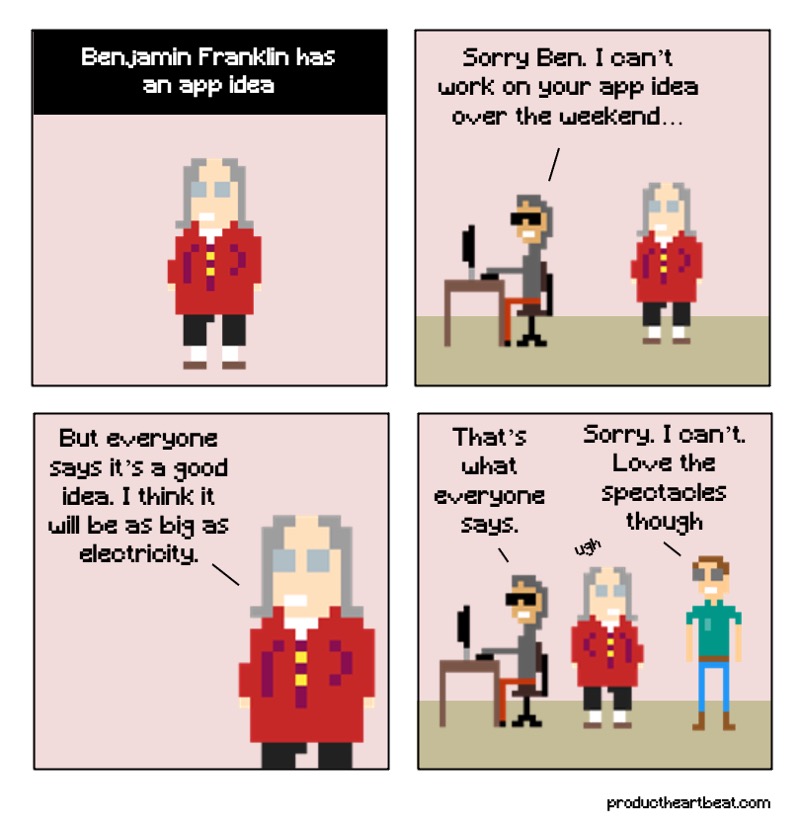 Benjamin Franklin has
an app idea
Sorry Ben. I can't
work on your app idea
over the weekend...
But everyone
says it's a good
idea. I think it
will be as big as
electricity.
That's
what
everyone
says.
ugh
Sorry. I can't.
Love the
spectacles
though
productheartbeat.com